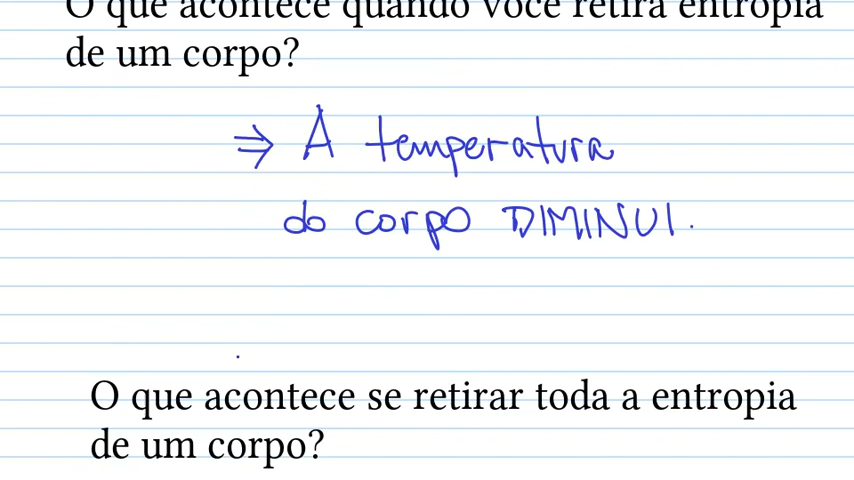 O que acontece quando você retira entropia
de um corpo?
⇒ A temperatura
do corpo DIMINUI.
O que acontece se retirar toda a entropia
de um corpo?